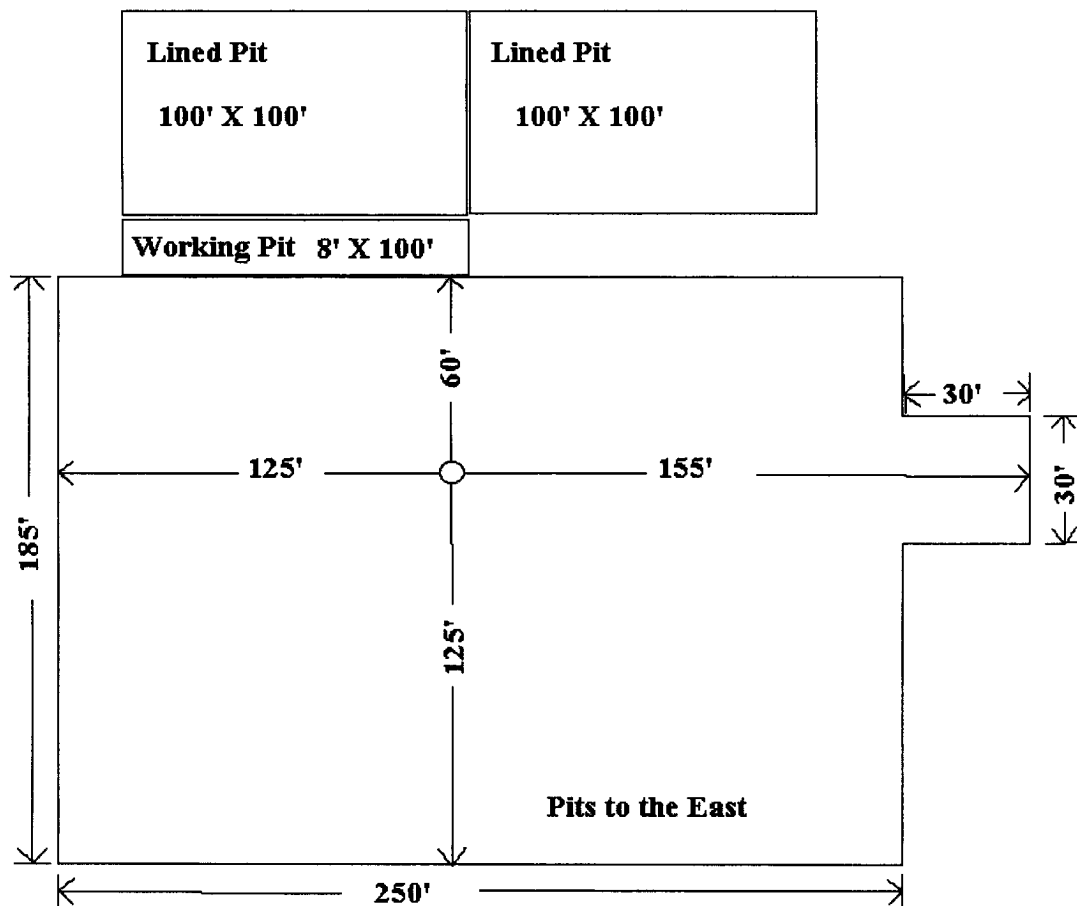 Lined Pit
100' X 100'
Lined Pit
100' X 100'
Working Pit 8' X 100'
60'
30'
125'
155'
30'
185'
125'
Pits to the East
250'